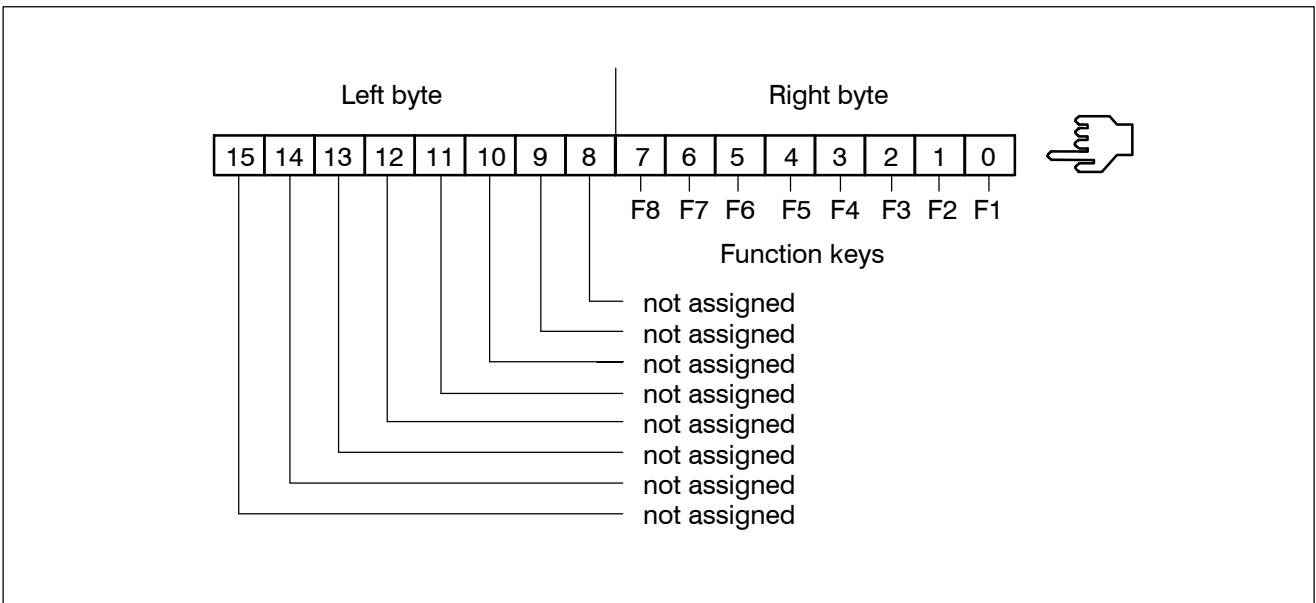 Left byte Right byte
15 14 13 12 11 10 9 8 7 6 5 4 3 2 1 0
F8 F7 F6 F5 F4 F3 F2 F1
Function keys
not assigned
not assigned
not assigned
not assigned
not assigned
not assigned
not assigned
not assigned